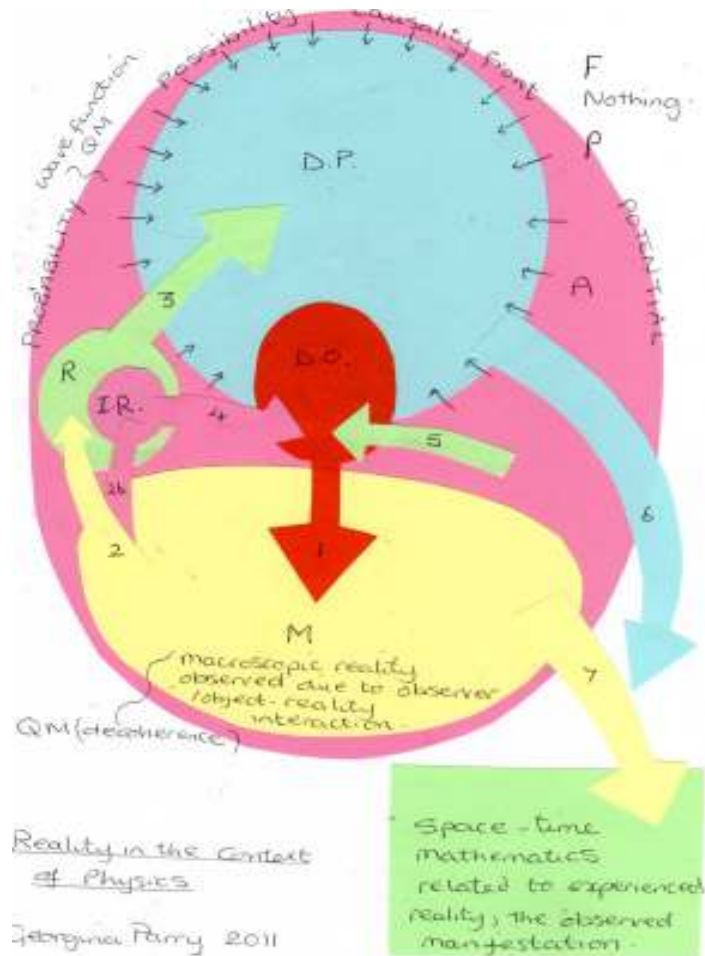 Possibility Causality front
F
Nothing.
wave function
QM
P
D.P.
PROBABILITY
POTENTIAL
A
3
R
D.O.
I.R.
4
5
2b
6
2
1
M
macroscopic reality
observed due to observer
/object-reality
interaction.
7
QM (decoherence)
Reality in the Context
of Physics
Georgina Parry 2011
Space-time
mathematics
related to experienced
reality, the observed
manifestation.